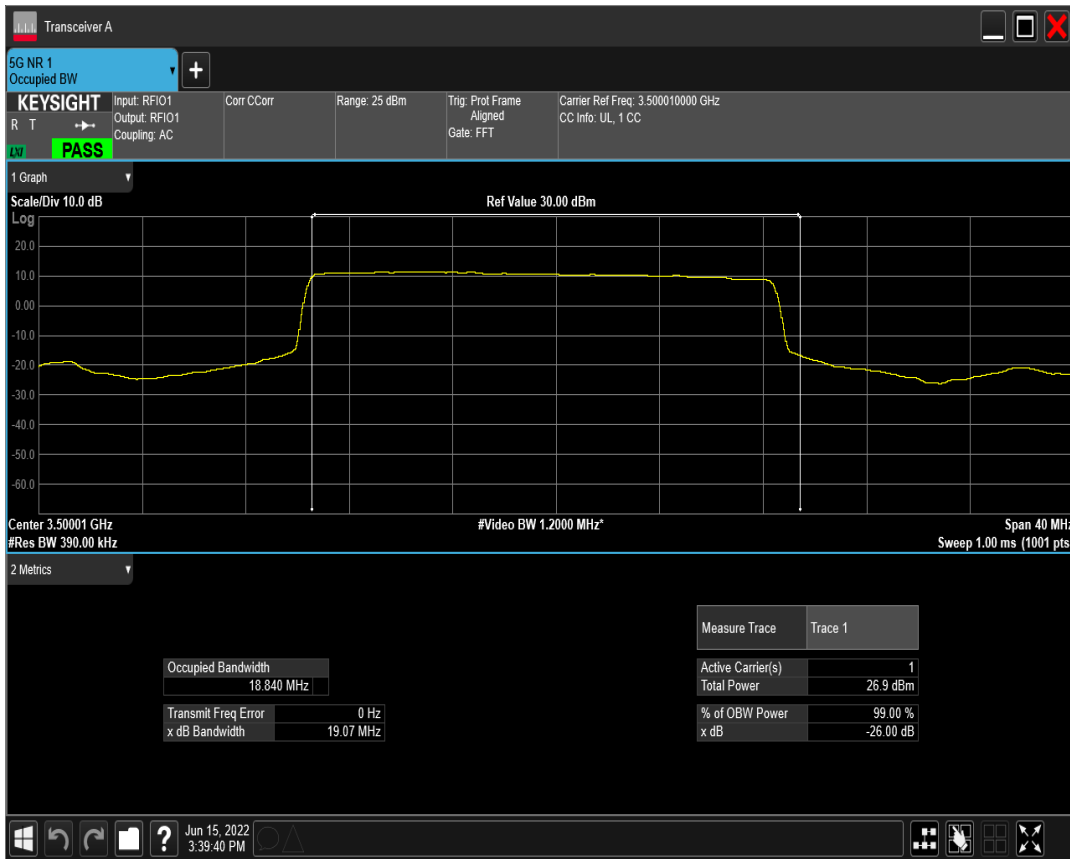 Transceiver A
5G NR 1
Occupied BW
KEYSIGHT
R T
LXI
PASS
Input: RFIO1
Output: RFIO1
Coupling: AC
Corr CCorr
Range: 25 dBm
Trig: Prot Frame
Aligned
Gate: FFT
Carrier Ref Freq: 3.500010000 GHz
CC Info: UL, 1 CC
1 Graph
Scale/Div 10.0 dB
Ref Value 30.00 dBm
Log
20.0
10.0
0.00
-10.0
-20.0
-30.0
-40.0
-50.0
-60.0
Center 3.50001 GHz
#Video BW 1.2000 MHz*
Span 40 MHz
#Res BW 390.00 kHz
Sweep 1.00 ms (1001 pts
2 Metrics
Measure Trace Trace 1
Occupied Bandwidth
18.840 MHz
Active Carrier(s) 1
Total Power 26.9 dBm
Transmit Freq Error 0 Hz
x dB Bandwidth 19.07 MHz
% of OBW Power 99.00 %
x dB -26.00 dB
?
Jun 15, 2022
3:39:40 PM